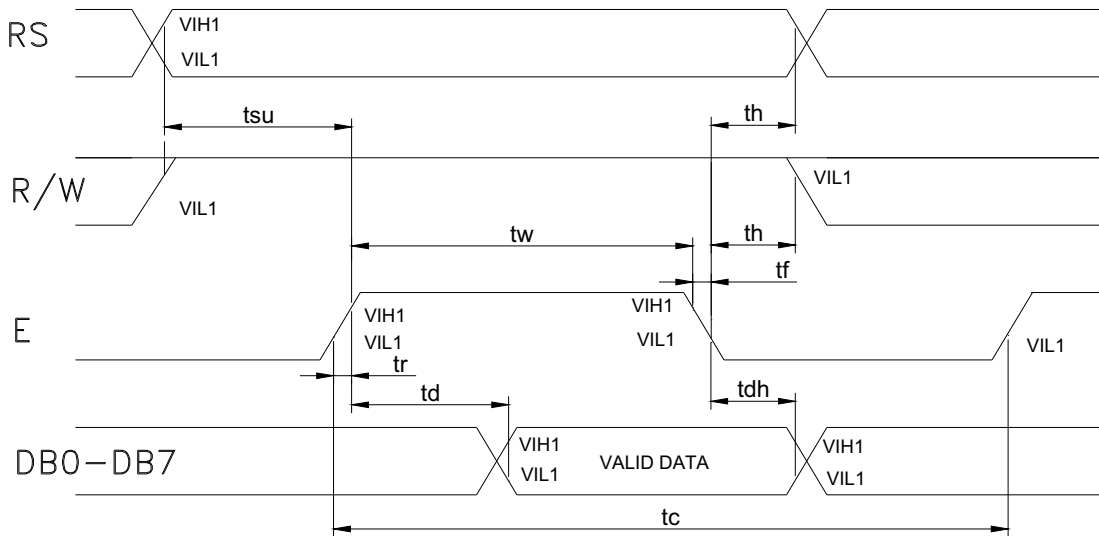 RS
VIH1
VIL1
tsu
th
R/W
VIL1
VIL1
tw
th
tf
E
VIH1
VIL1
VIH1
VIL1
VIL1
tr
td
tdh
DB0-DB7
VIH1
VIL1
VALID DATA
VIH1
VIL1
tc